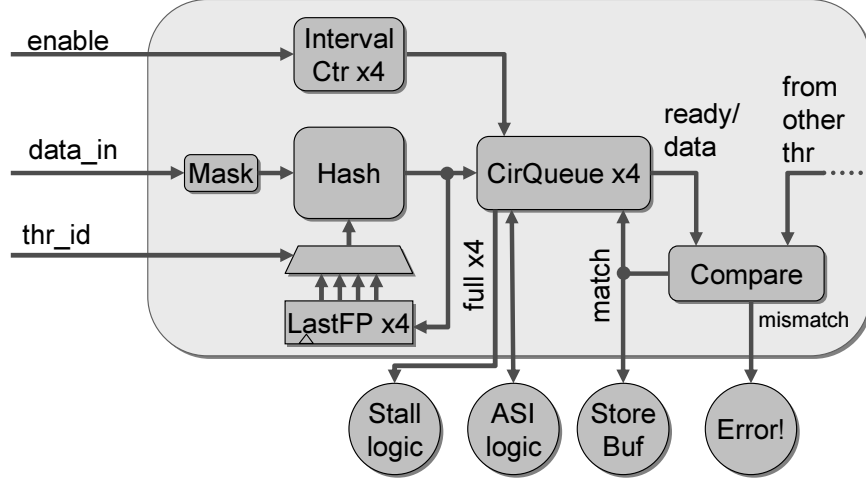 enable
Interval
Ctr x4
from
other
thr
ready/
data
data_in
Mask
Hash
CirQueue x4
thr_id
full x4
match
Compare
LastFP x4
mismatch
Stall
logic
ASI
logic
Store
Buf
Error!